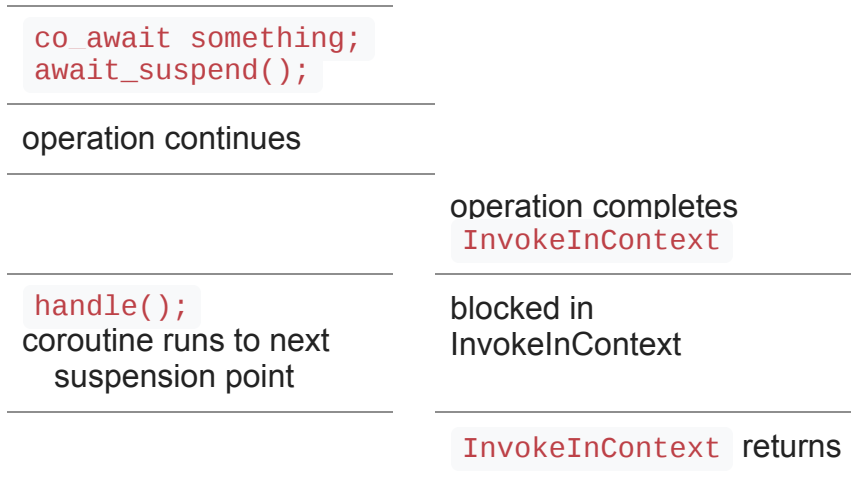 co_await something;
await_suspend();
operation continues
operation completes
InvokeInContext
handle();
coroutine runs to next
suspension point
blocked in
InvokeInContext
InvokeInContext returns